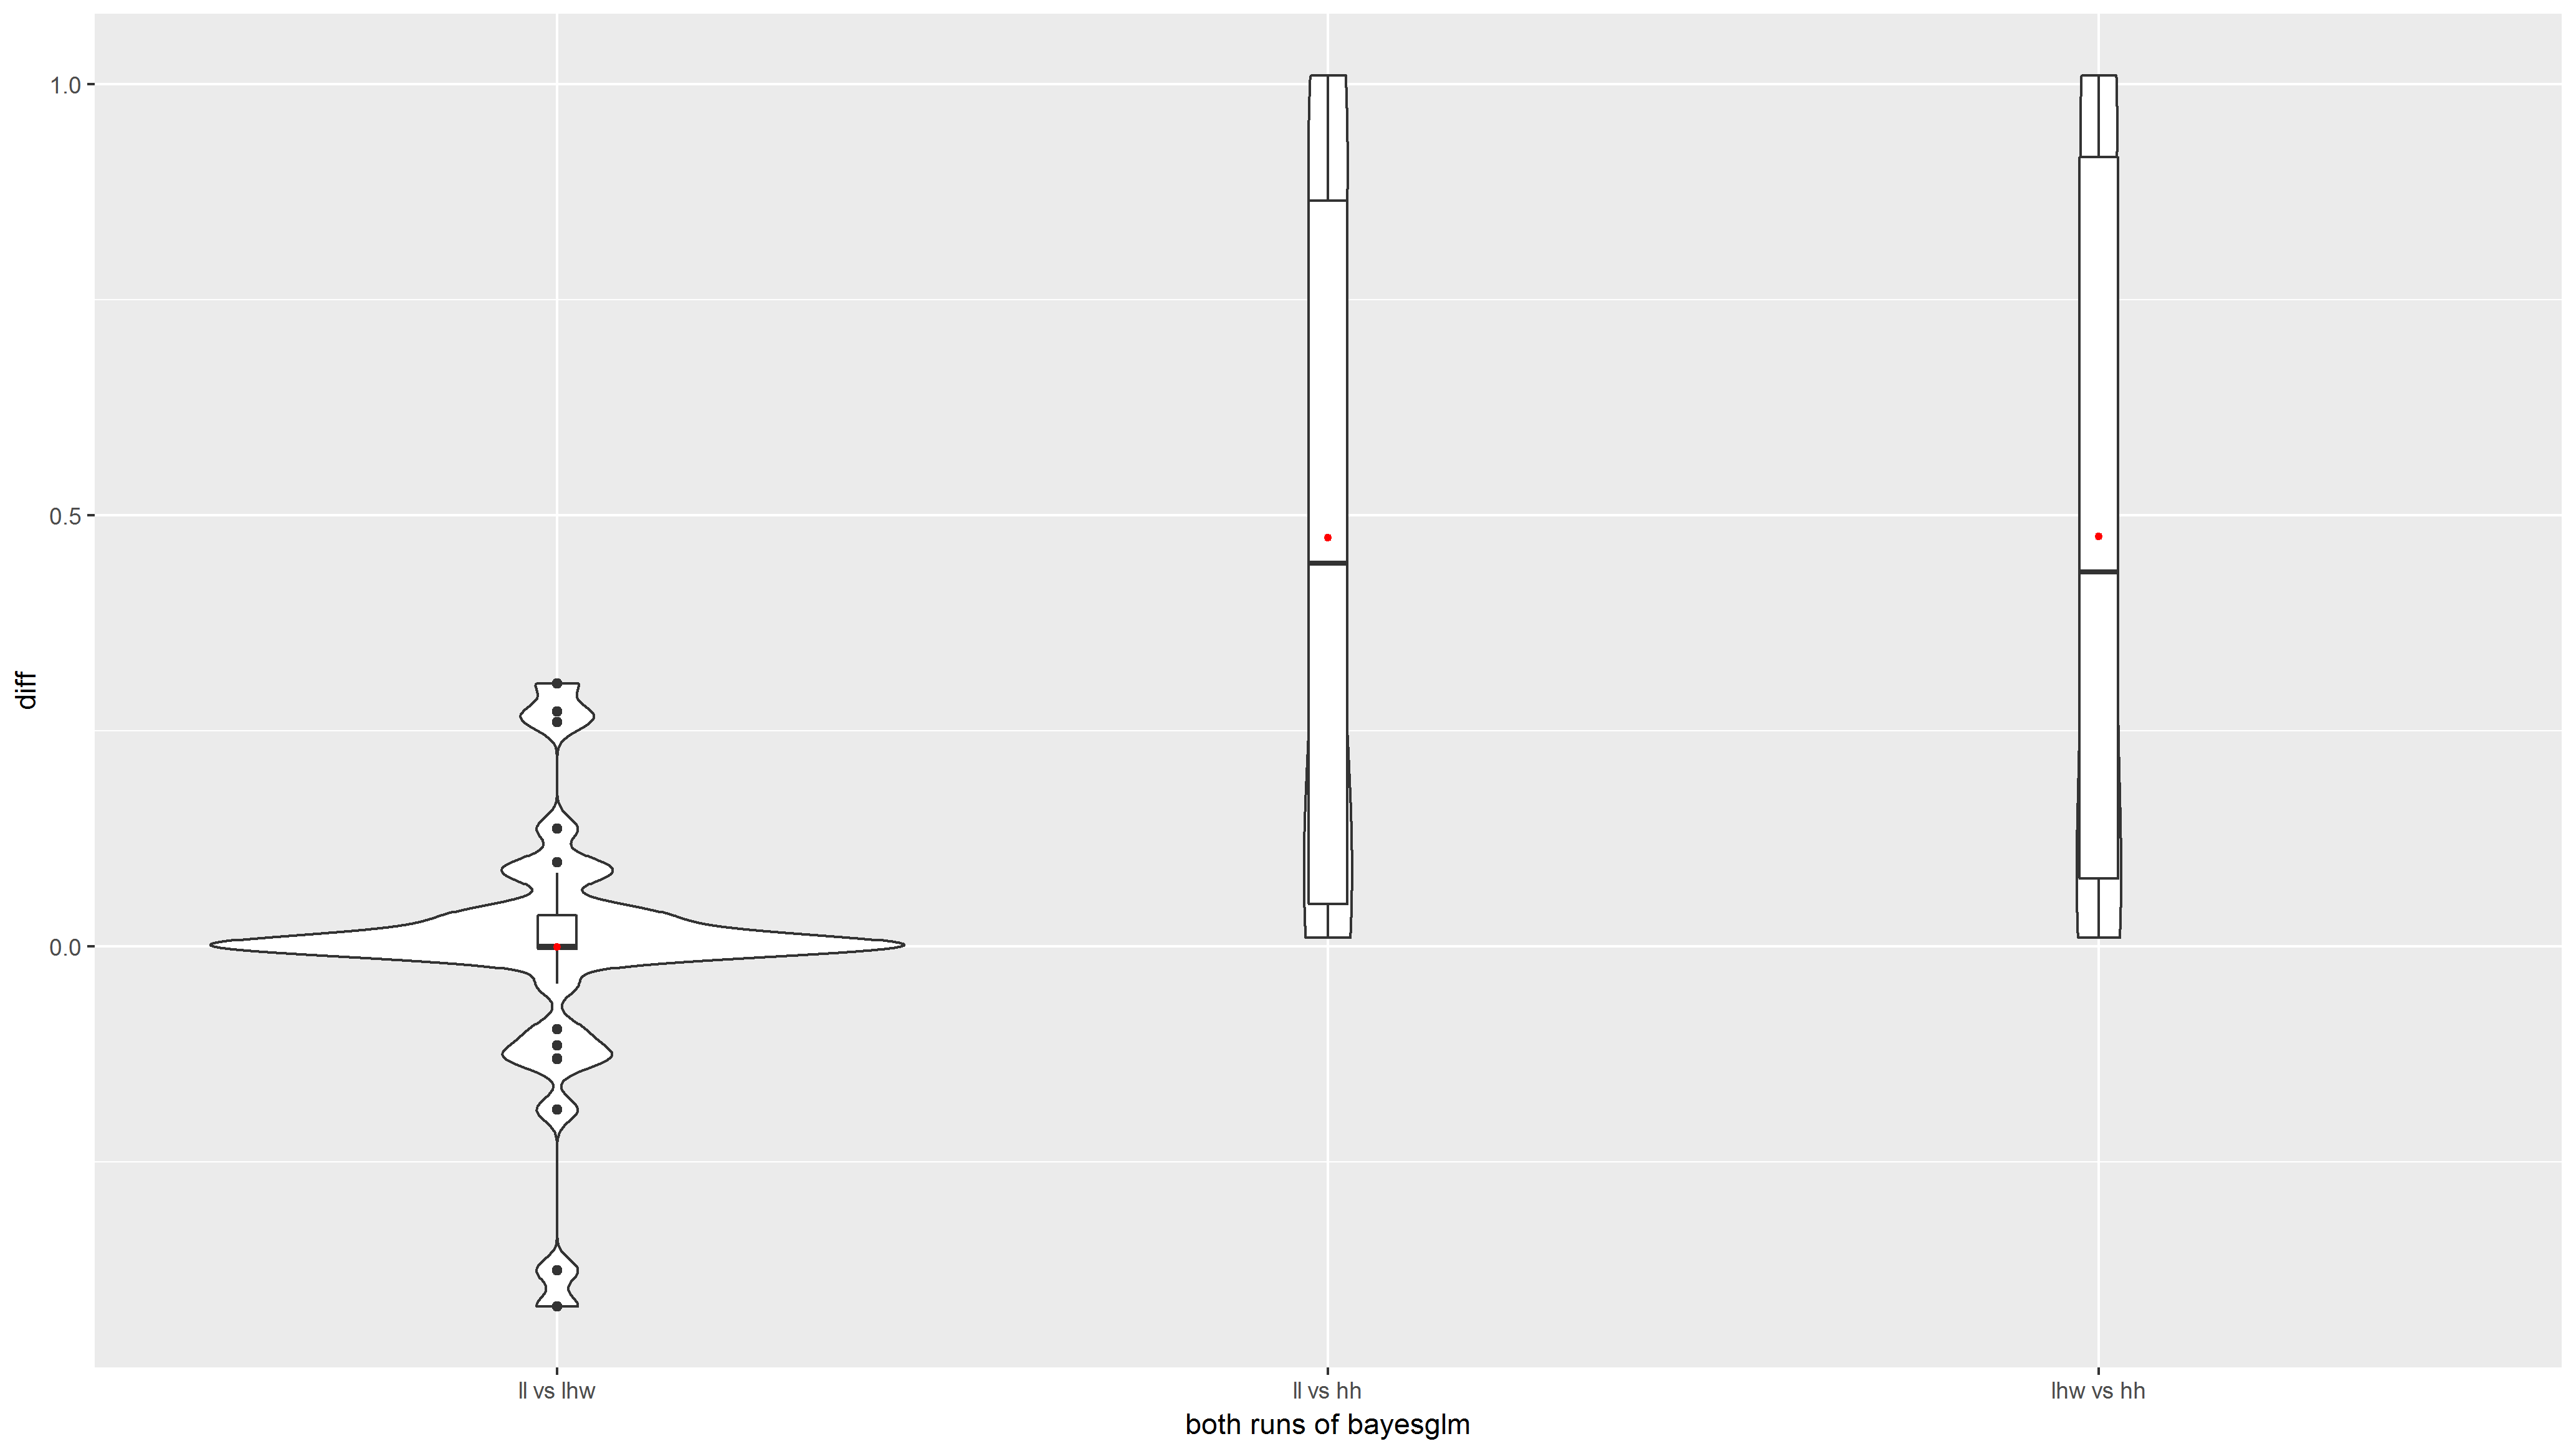 1.0
0.5
0.0
diff
ll vs lhw
ll vs hh
lhw vs hh
both runs of bayesglm